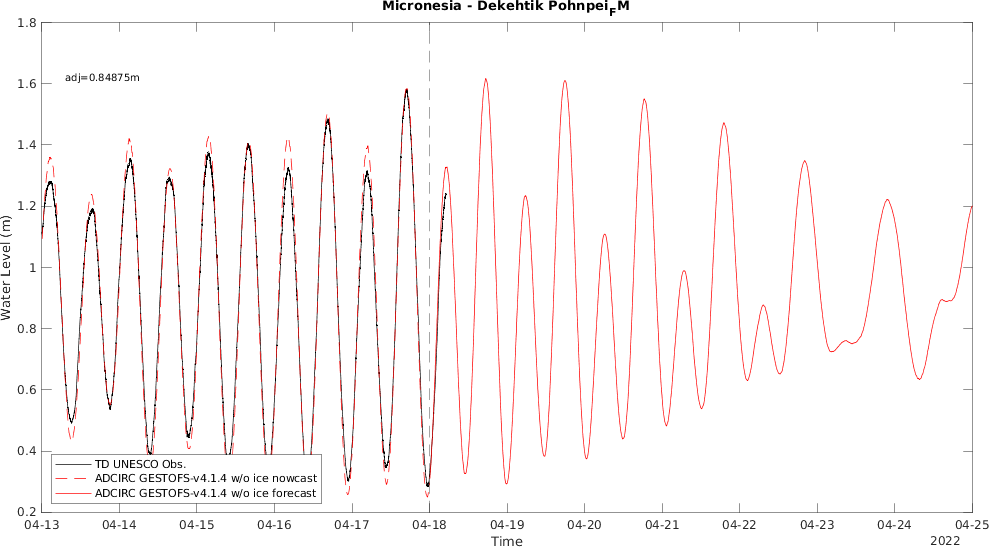 Micronesia - Dekehtik Pohnpei_FM
adj=0.84875m
1.8
1.6
1.4
1.2
1
0.8
0.6
0.4
0.2
Water Level (m)
TD UNESCO Obs.
ADCIRC GESTOFS-v4.1.4 w/o ice nowcast
ADCIRC GESTOFS-v4.1.4 w/o ice forecast
04-13 04-14 04-15 04-16 04-17 04-18 04-19 04-20 04-21 04-22 04-23 04-24 04-25
Time
2022